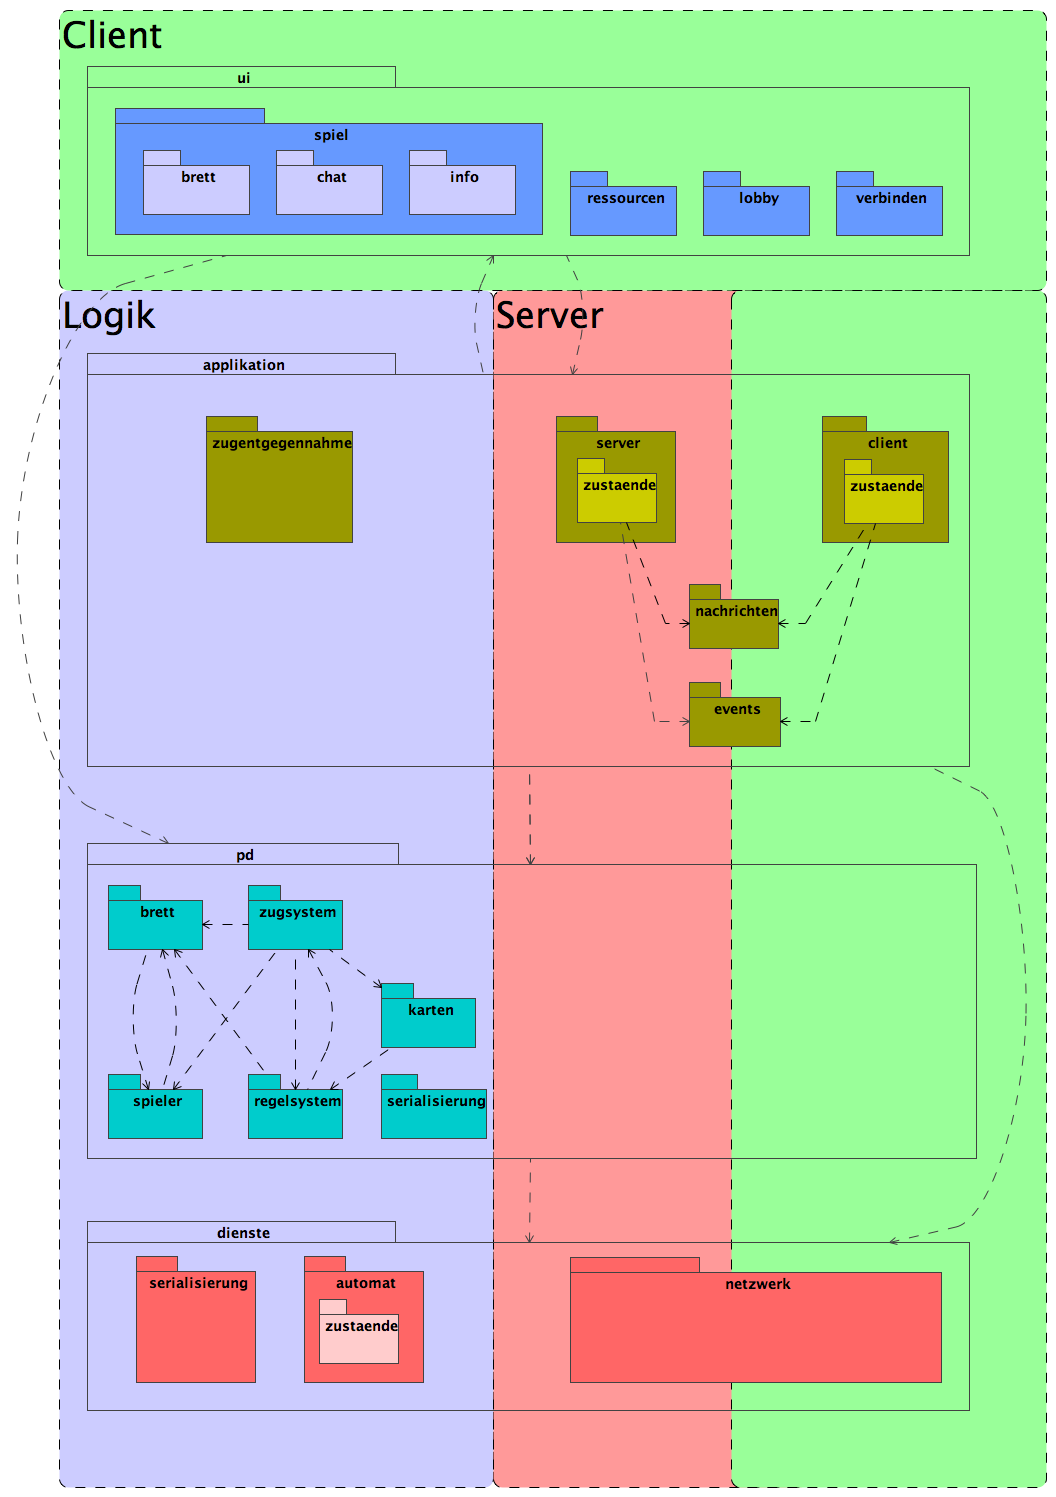 Client
ui
spiel
brett
chat
info
ressourcen
lobby
verbinden
Logik
Server
applikation
zugentgegennahme
server
zustaende
client
zustaende
nachrichten
events
pd
brett
zugsystem
karten
spieler
regelsystem
serialisierung
dienste
serialisierung
automat
zustaende
netzwerk